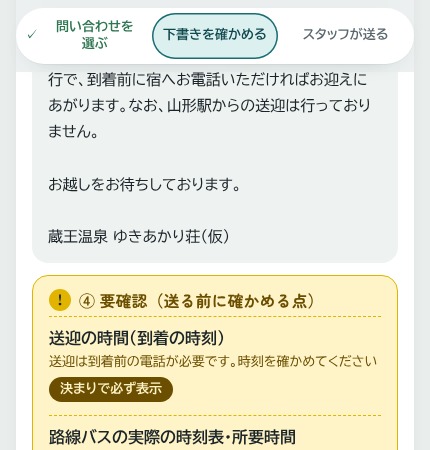 ✓ 問い合わせを
選ぶ
下書きを確かめる
スタッフが送る
行で、到着前に宿へお電話いただければお迎えに
あがります。なお、山形駅からの送迎は行っており
ません。
お越しをお待ちしております。
蔵王温泉 ゆきあかり荘（仮）
! ④ 要確認（送る前に確かめる点）
送迎の時間（到着の時刻）
送迎は到着前の電話が必要です。時刻を確かめてください
決まりで必ず表示
路線バスの実際の時刻表・所要時間